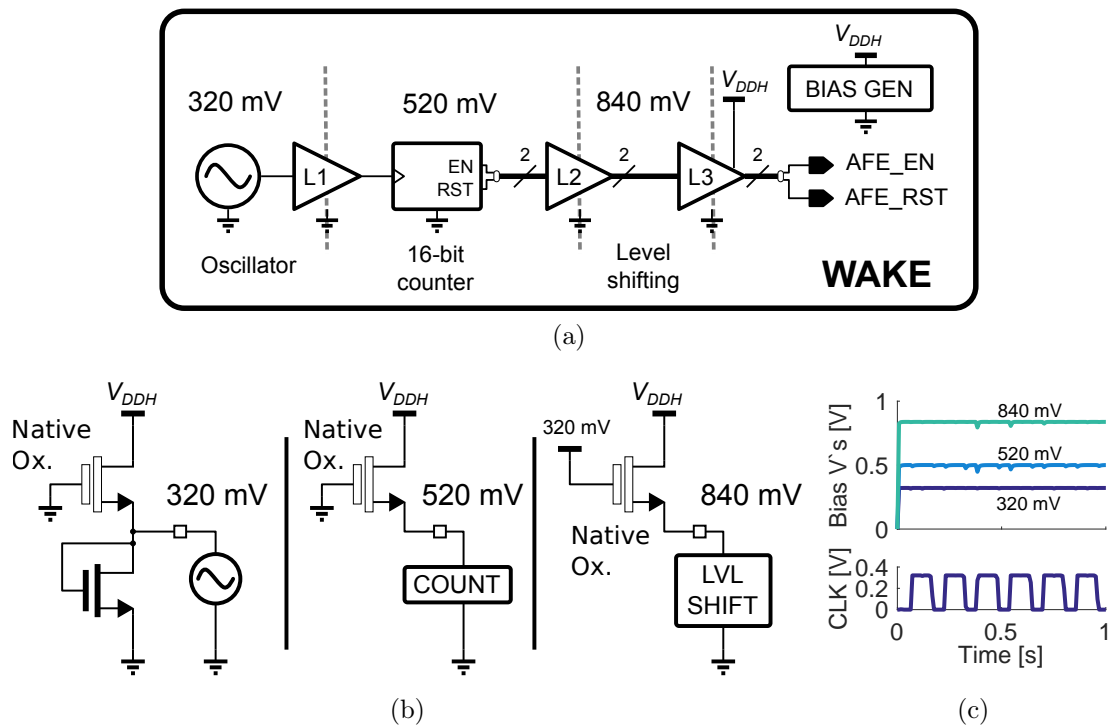 320 mV
520 mV
840 mV
V_DDH
V_DDH
BIAS GEN
L1
EN
RST
2
L2
2
L3
2
AFE_EN
AFE_RST
Oscillator
16-bit
counter
Level
shifting
WAKE
(a)
V_DDH
Native
Ox.
320 mV
V_DDH
Native
Ox.
520 mV
COUNT
V_DDH
320 mV
840 mV
Native
Ox.
LVL
SHIFT
(b)
Bias V`s [V]
1
0.5
0
840 mV
520 mV
320 mV
CLK [V]
0.4
0.2
0
0
0.5
1
Time [s]
(c)